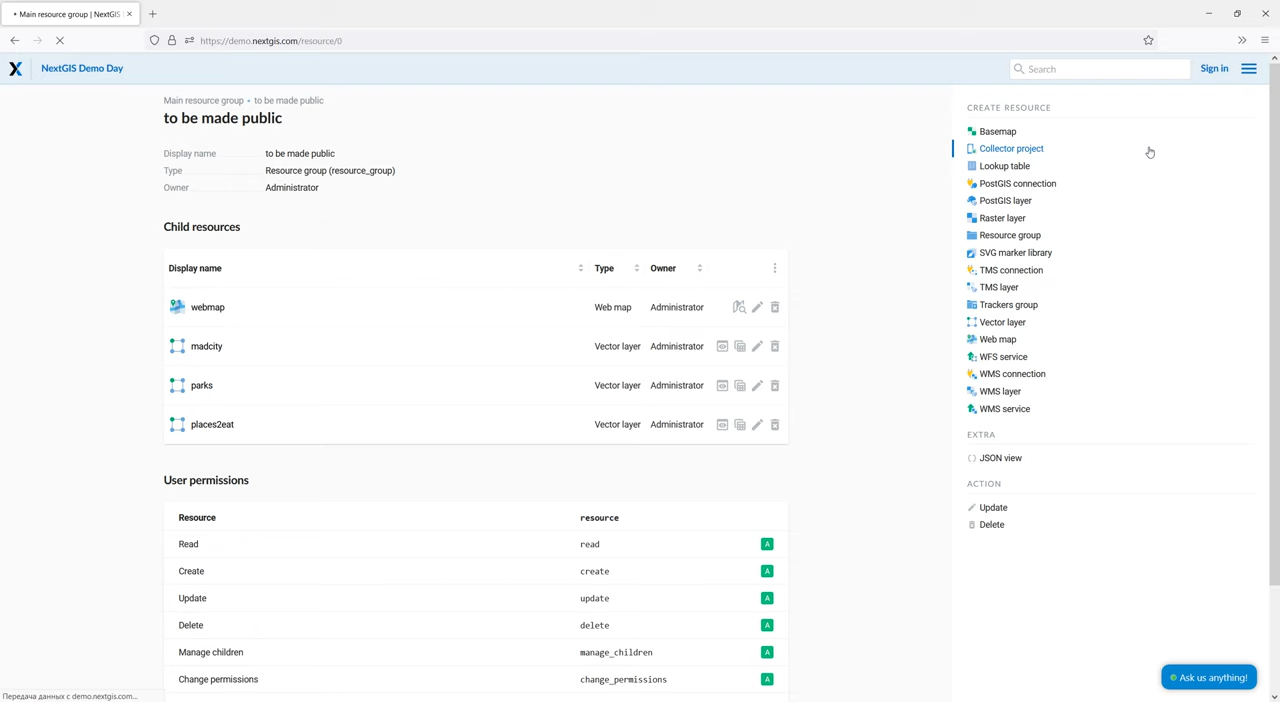 Main resource group | NextGIS
https://demo.nextgis.com/resource/0
NextGIS Demo Day
Search
Sign in
Main resource group • to be made public
to be made public
Display name to be made public
Type Resource group (resource_group)
Owner Administrator
Child resources
Display name Type Owner
webmap Web map Administrator
madcity Vector layer Administrator
parks Vector layer Administrator
places2eat Vector layer Administrator
User permissions
Resource resource
Read read A
Create create A
Update update A
Delete delete A
Manage children manage_children A
Change permissions change_permissions A
CREATE RESOURCE
Basemap
Collector project
Lookup table
PostGIS connection
PostGIS layer
Raster layer
Resource group
SVG marker library
TMS connection
TMS layer
Trackers group
Vector layer
Web map
WFS service
WMS connection
WMS layer
WMS service
EXTRA
JSON view
ACTION
Update
Delete
Ask us anything!
Передача данных с demo.nextgis.com...